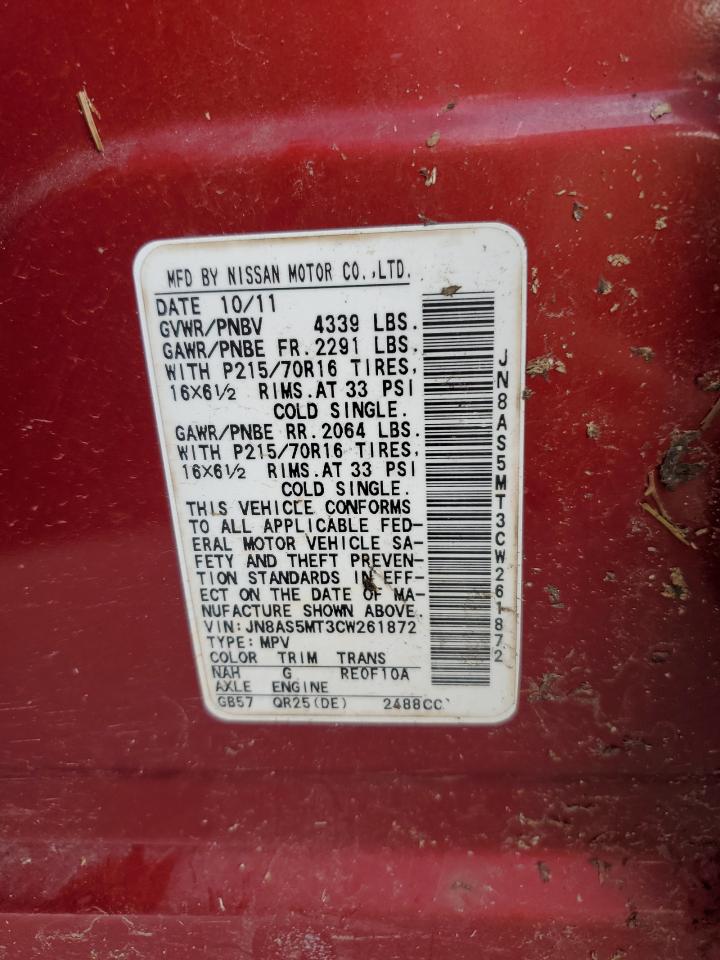 MFD BY NISSAN MOTOR CO.,LTD.
DATE 10/11
GVWR/PNBV 4339 LBS.
GAWR/PNBE FR. 2291 LBS.
WITH P215/70R16 TIRES,
16X6½ RIMS. AT 33 PSI
COLD SINGLE.
GAWR/PNBE RR. 2064 LBS.
WITH P215/70R16 TIRES,
16X6½ RIMS. AT 33 PSI
COLD SINGLE.
THIS VEHICLE CONFORMS
TO ALL APPLICABLE FED-
ERAL MOTOR VEHICLE SA-
FETY AND THEFT PREVEN-
TION STANDARDS IN EFF-
ECT ON THE DATE OF MA-
NUFACTURE SHOWN ABOVE.
VIN: JN8AS5MT3CW261872
TYPE: MPV
COLOR TRIM TRANS
NAH G RE0F10A
AXLE ENGINE
GB57 QR25(DE) 2488CC
JN8AS5MT3CW261872